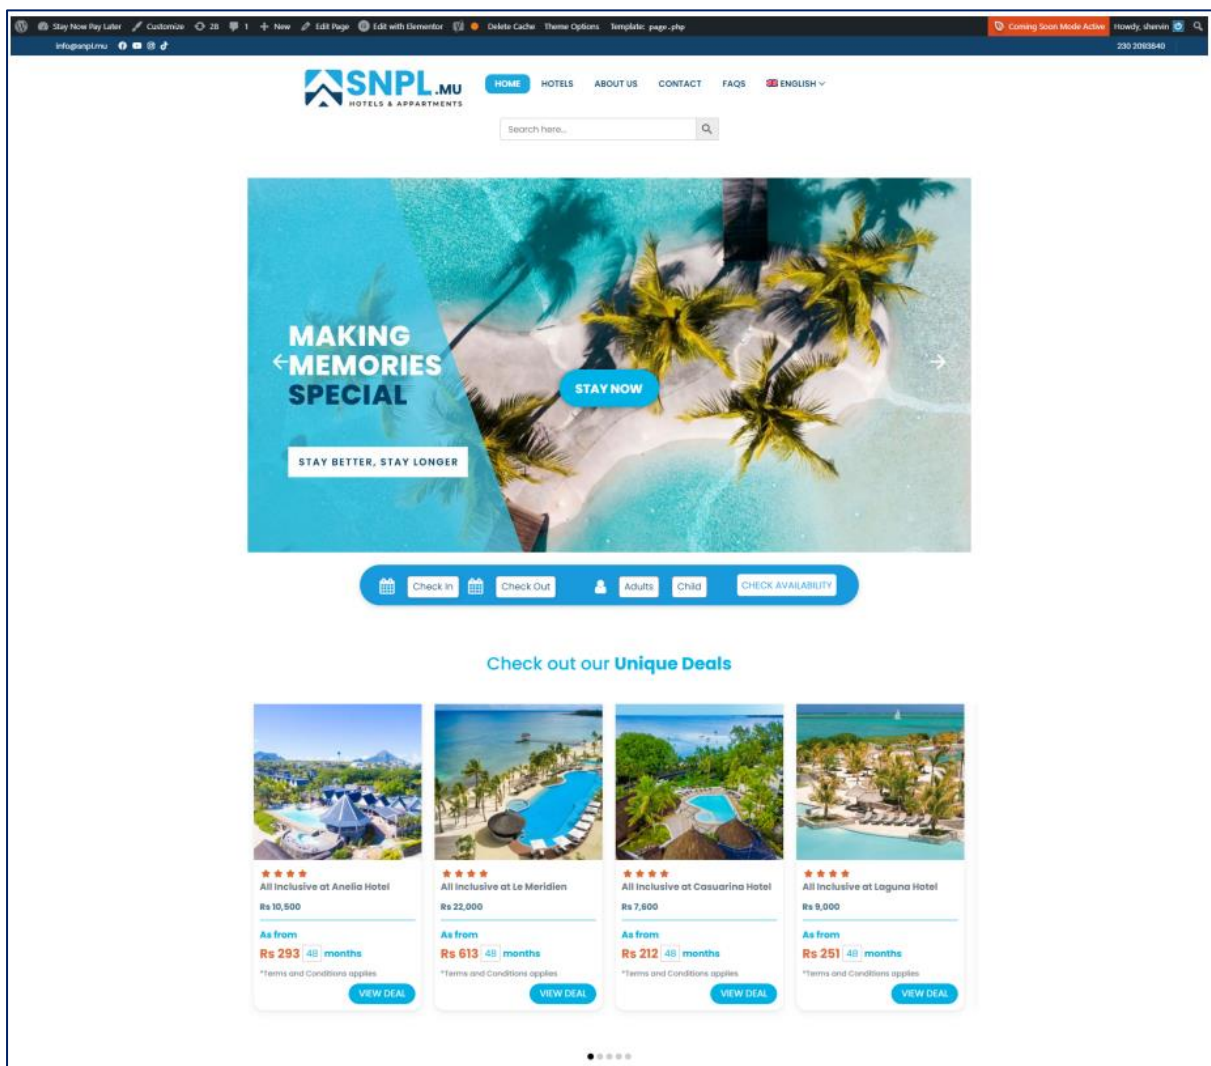 Stay Now Pay Later Customize 28 1 New Edit Page Edit with Elementor Delete Cache Theme Options Template: page.php Coming Soon Mode Active Howdy, shervin
info@snpl.mu 230 2093640
SNPL.MU
HOTELS & APPARTMENTS
HOME HOTELS ABOUT US CONTACT FAQS ENGLISH
Search here...
MAKING
MEMORIES
SPECIAL
STAY NOW
STAY BETTER, STAY LONGER
Check In Check Out Adults Child CHECK AVAILABILITY
Check out our Unique Deals
All Inclusive at Anelia Hotel
Rs 10,500
As from
Rs 293 48 months
*Terms and Conditions applies
VIEW DEAL
All Inclusive at Le Meridien
Rs 22,000
As from
Rs 613 48 months
*Terms and Conditions applies
VIEW DEAL
All Inclusive at Casuarina Hotel
Rs 7,600
As from
Rs 212 48 months
*Terms and Conditions applies
VIEW DEAL
All Inclusive at Laguna Hotel
Rs 9,000
As from
Rs 251 48 months
*Terms and Conditions applies
VIEW DEAL